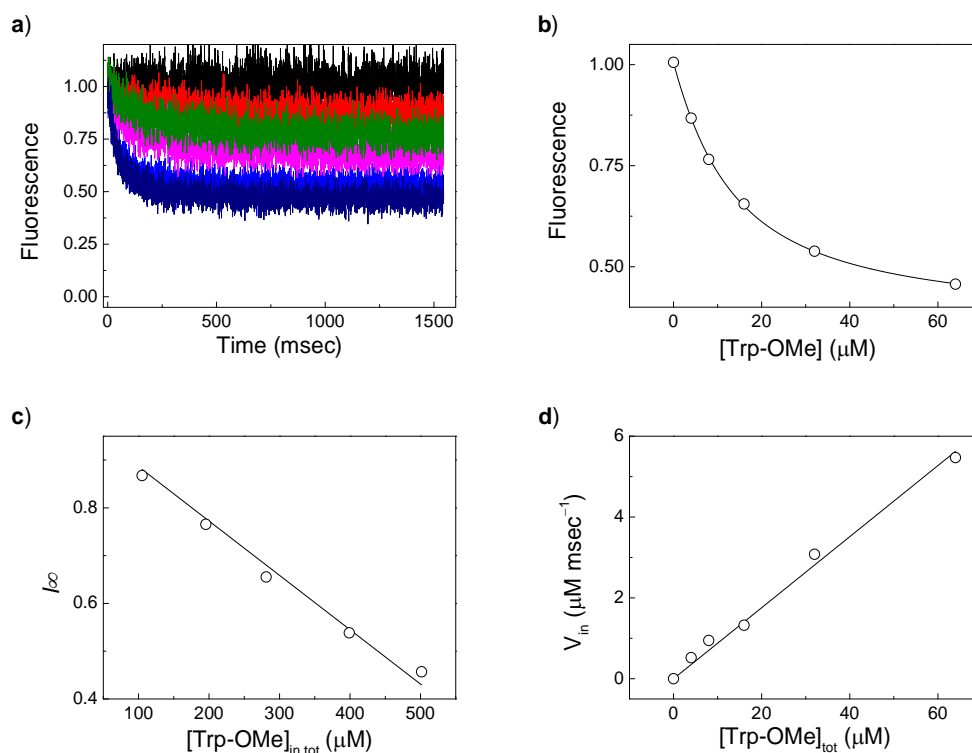 a)
Fluorescence
1.00
0.75
0.50
0.25
0.00
0
500
1000
1500
Time (msec)
b)
Fluorescence
1.00
0.75
0.50
0
20
40
60
[Trp-OMe] (μM)
c)
I∞
0.8
0.6
0.4
100
200
300
400
500
[Trp-OMe]in tot (μM)
d)
Vin (μM msec−1)
6
4
2
0
0
20
40
60
[Trp-OMe]tot (μM)